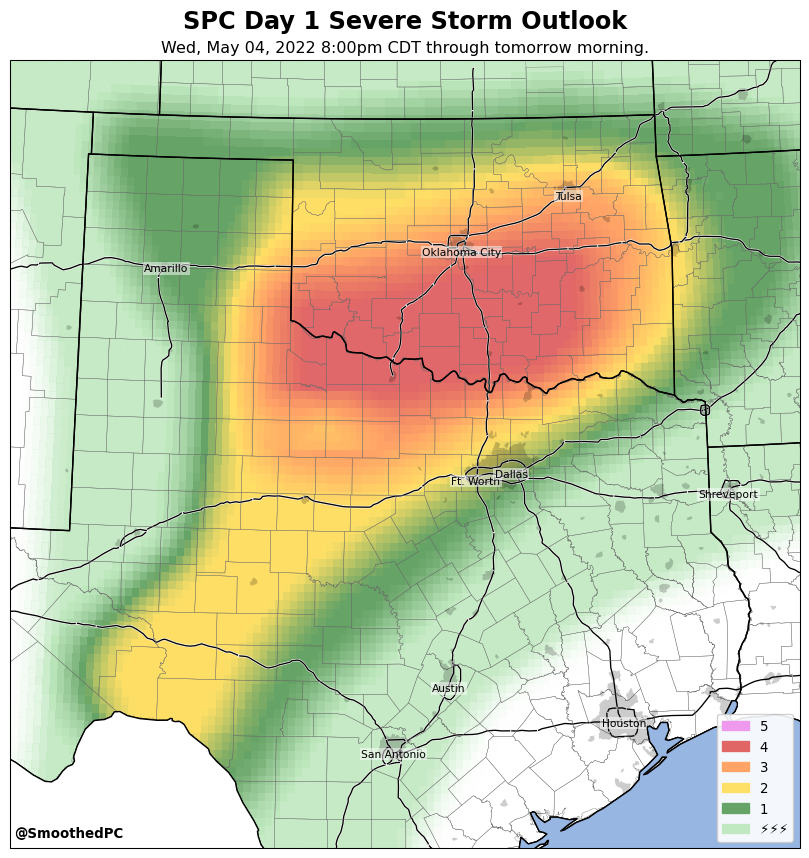 SPC Day 1 Severe Storm Outlook
Wed, May 04, 2022 8:00pm CDT through tomorrow morning.
Tulsa
Oklahoma City
Amarillo
Dallas
Ft. Worth
Shreveport
Austin
Houston
San Antonio
5
4
3
2
1
⚡⚡⚡
@SmoothedPC